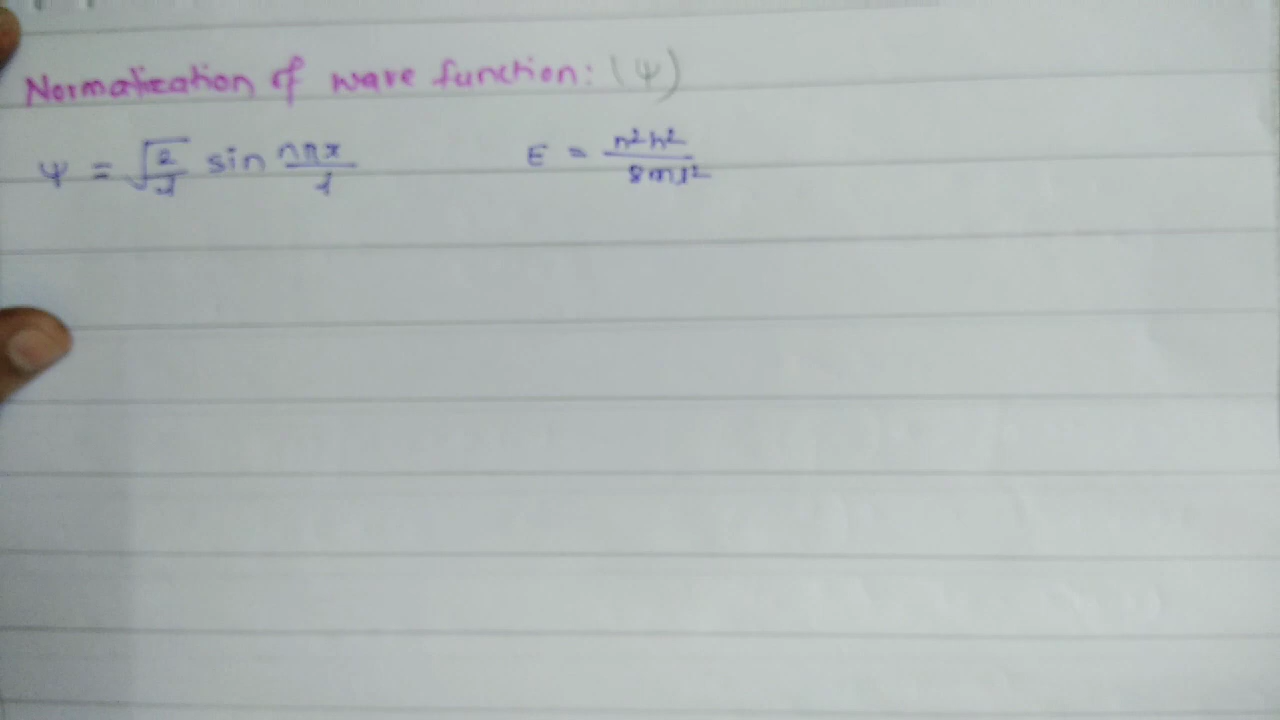 Normalization of wave function: (ψ)
ψ = √(2/l) sin nπx/l E = n²h²/8ml²